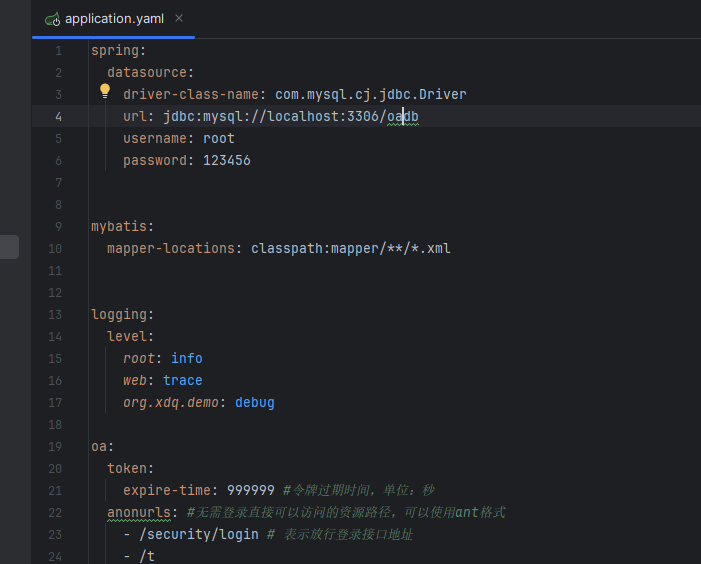 application.yaml
1 spring:
2 datasource:
3 driver-class-name: com.mysql.cj.jdbc.Driver
4 url: jdbc:mysql://localhost:3306/oadb
5 username: root
6 password: 123456
7
8
9 mybatis:
10 mapper-locations: classpath:mapper/**/*.xml
11
12
13 logging:
14 level:
15 root: info
16 web: trace
17 org.xdq.demo: debug
18
19 oa:
20 token:
21 expire-time: 999999 #令牌过期时间，单位：秒
22 anonurls: #无需登录直接可以访问的资源路径，可以使用ant格式
23 - /security/login # 表示放行登录接口地址
24 - /t